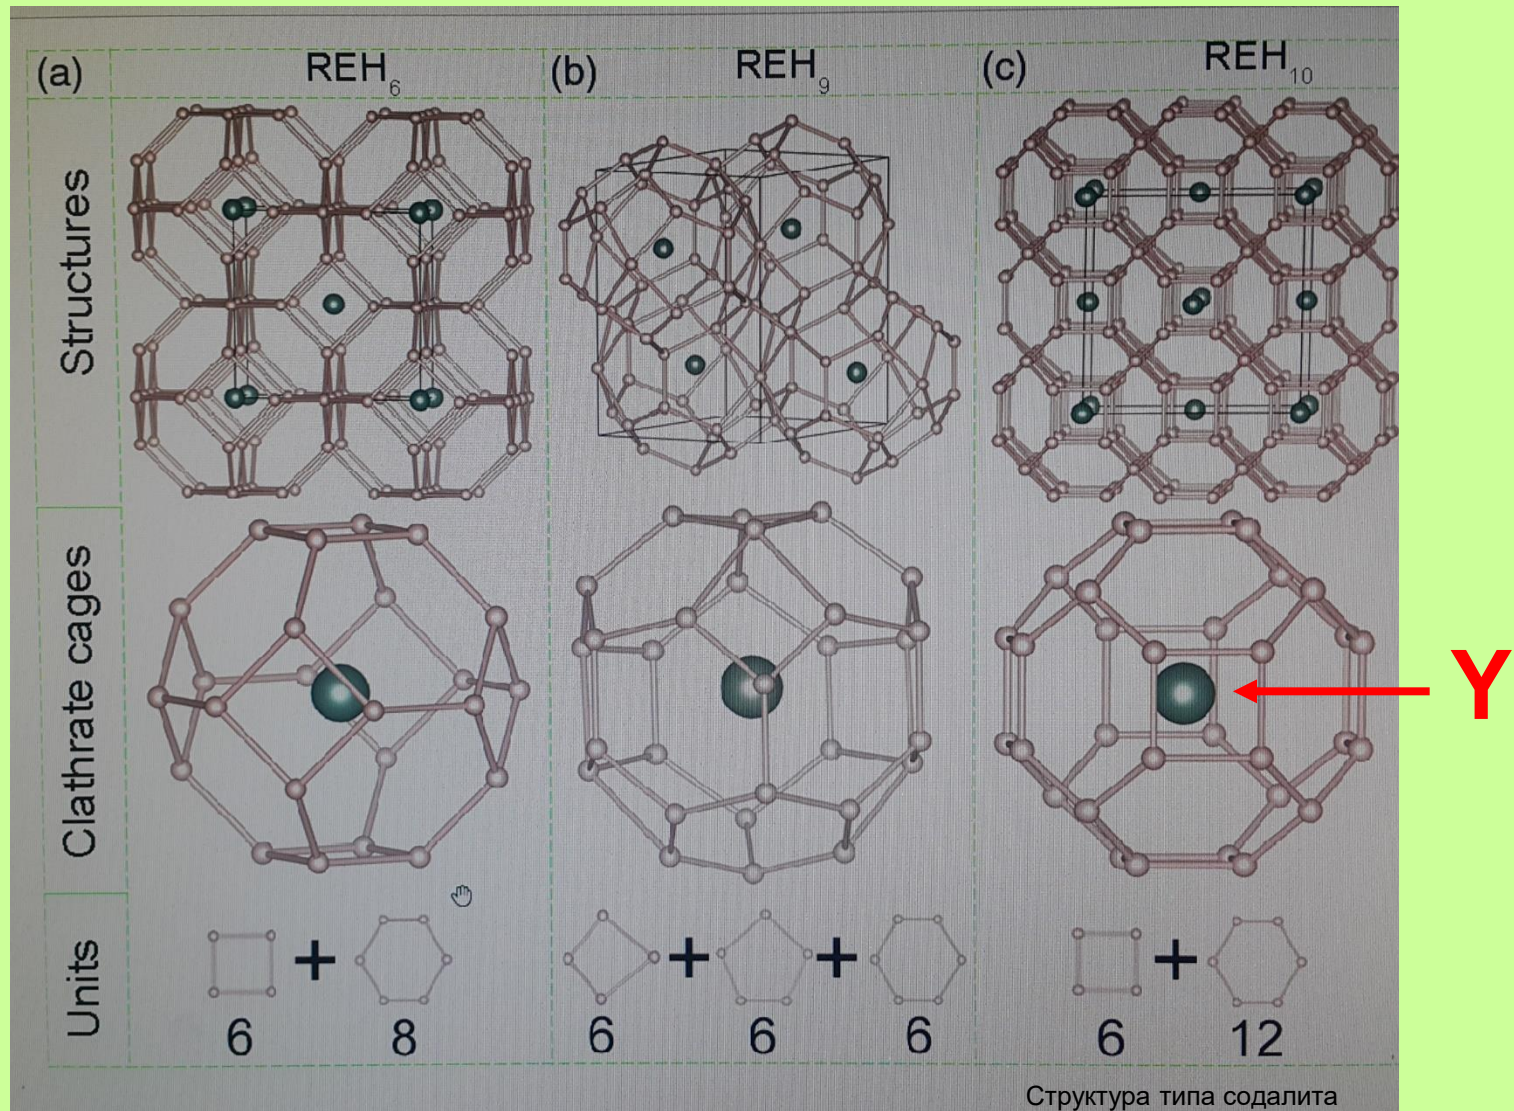 (a) REH6 (b) REH9 (c) REH10
Structures
Clathrate cages
Y
Units
+ + + +
6 8 6 6 6 6 12
Структура типа содалита